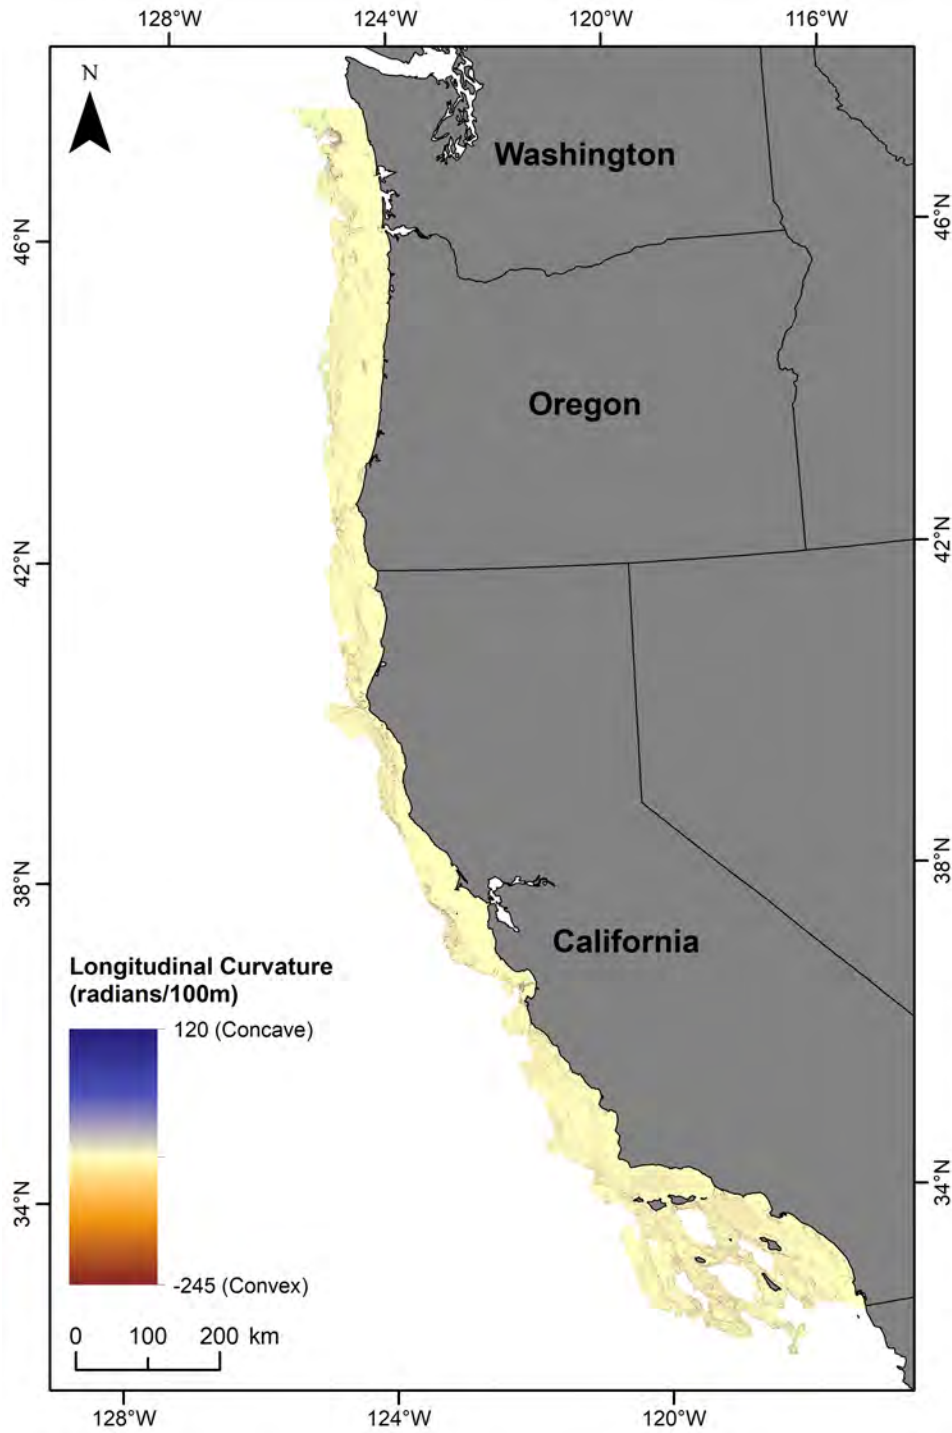 128°W 124°W 120°W 116°W
N
Washington
46°N 46°N
Oregon
42°N 42°N
38°N 38°N
California
Longitudinal Curvature
(radians/100m)
120 (Concave)
34°N 34°N
-245 (Convex)
0 100 200 km
128°W 124°W 120°W